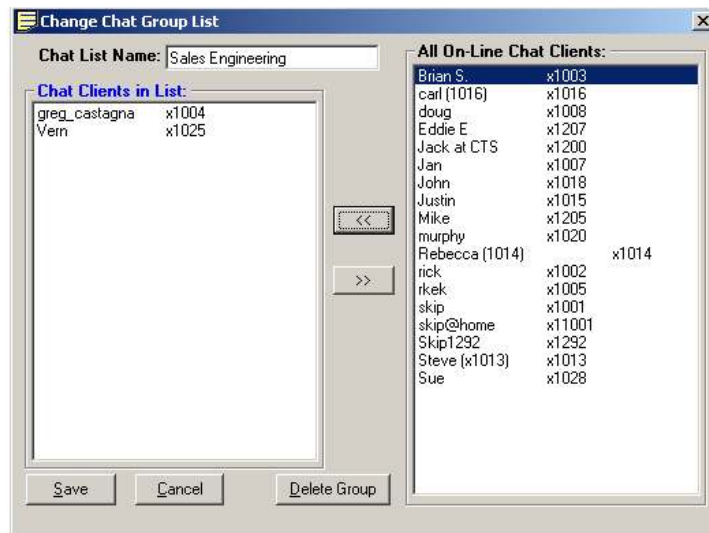 Change Chat Group List
Chat List Name: Sales Engineering
Chat Clients in List:
greg_castagna x1004
Vern x1025
<<
>>
All On-Line Chat Clients:
Brian S. x1003
carl (1016) x1016
doug x1008
Eddie E x1207
Jack at CTS x1200
Jan x1007
John x1018
Justin x1015
Mike x1205
murphy x1020
Rebecca (1014) x1014
rick x1002
rkek x1005
skip x1001
skip@home x11001
Skip1292 x1292
Steve (x1013) x1013
Sue x1028
Save Cancel Delete Group